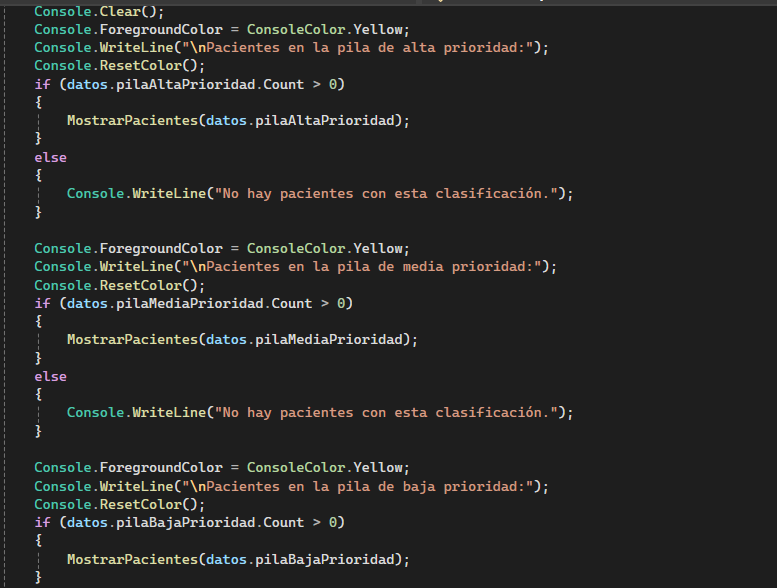 Console.Clear();
Console.ForegroundColor = ConsoleColor.Yellow;
Console.WriteLine("\nPacientes en la pila de alta prioridad:");
Console.ResetColor();
if (datos.pilaAltaPrioridad.Count > 0)
{
MostrarPacientes(datos.pilaAltaPrioridad);
}
else
{
Console.WriteLine("No hay pacientes con esta clasificación.");
}
Console.ForegroundColor = ConsoleColor.Yellow;
Console.WriteLine("\nPacientes en la pila de media prioridad:");
Console.ResetColor();
if (datos.pilaMediaPrioridad.Count > 0)
{
MostrarPacientes(datos.pilaMediaPrioridad);
}
else
{
Console.WriteLine("No hay pacientes con esta clasificación.");
}
Console.ForegroundColor = ConsoleColor.Yellow;
Console.WriteLine("\nPacientes en la pila de baja prioridad:");
Console.ResetColor();
if (datos.pilaBajaPrioridad.Count > 0)
{
MostrarPacientes(datos.pilaBajaPrioridad);
}